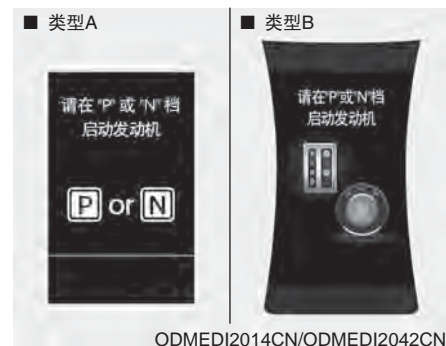 ■ 类型A
请在 "P" 或 "N" 档
启动发动机
P or N
■ 类型B
请在"P"或"N"档
启动发动机
ODMEDI2014CN/ODMEDI2042CN